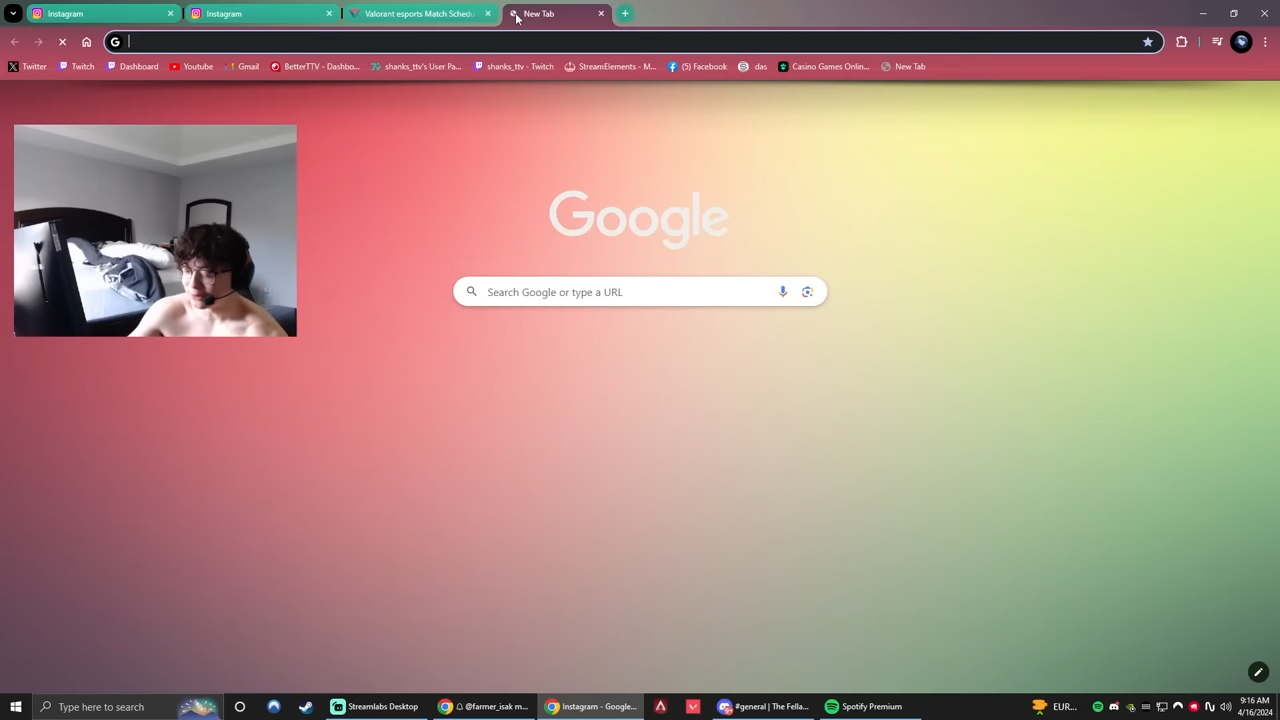 Instagram
Instagram
Valorant esports Match Schedu
New Tab
Twitter
Twitch
Dashboard
Youtube
Gmail
BetterTTV - Dashbo...
shanks_ttv's User Pa...
shanks_ttv - Twitch
StreamElements - M...
(5) Facebook
das
Casino Games Onlin...
New Tab
Google
Search Google or type a URL
Type here to search
Streamlabs Desktop
@farmer_isak m...
Instagram - Google...
#general | The Fella...
Spotify Premium
EUR...
9:16 AM
4/16/2024